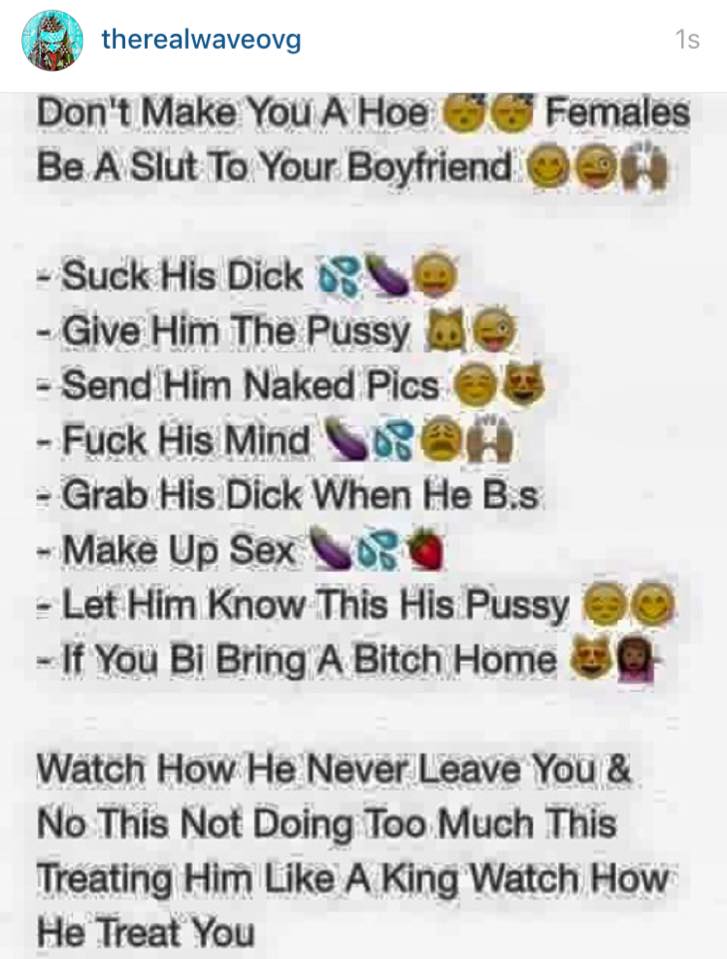 therealwaveovg 1s
Don't Make You A Hoe 😴😴 Females
Be A Slut To Your Boyfriend 😊😜🙌🏾
- Suck His Dick 💦🍆😀
- Give Him The Pussy 🐱😜
- Send Him Naked Pics ☺️😻
- Fuck His Mind 🍆💦😩🙌🏾
- Grab His Dick When He B.s
- Make Up Sex 🍆💦🍓
- Let Him Know This His Pussy 😔😋
- If You Bi Bring A Bitch Home 😻💁🏾
Watch How He Never Leave You &
No This Not Doing Too Much This
Treating Him Like A King Watch How
He Treat You